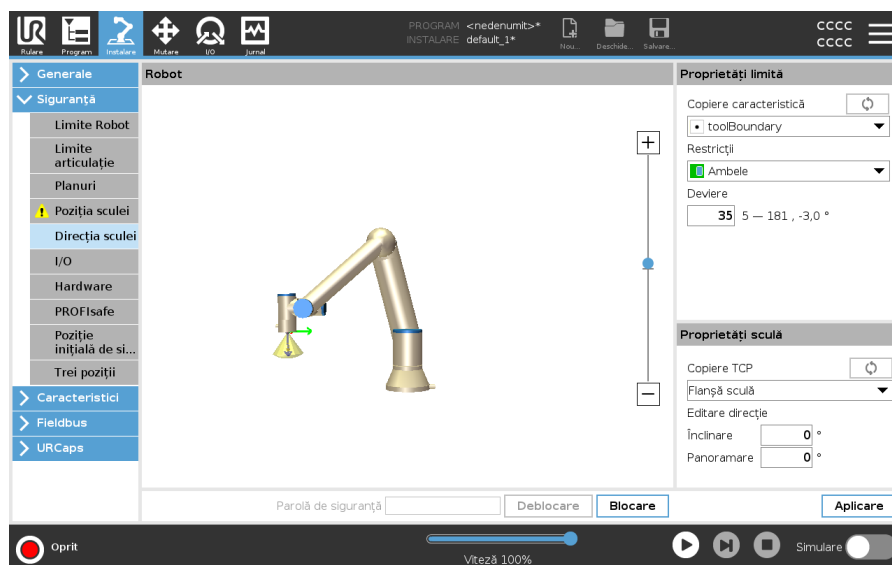 PROGRAM <nedenumit>*
INSTALARE default_1*
Rulare
Program
Instalare
Mutare
I/O
Jurnal
Nou...
Deschide...
Salvare...
cccc
cccc
Generale
Siguranță
Limite Robot
Limite
articulație
Planuri
Poziția sculei
Direcția sculei
I/O
Hardware
PROFIsafe
Poziție
inițială de si...
Trei poziții
Caracteristici
Fieldbus
URCaps
Robot
Proprietăți limită
Copiere caracteristică
toolBoundary
Restricții
Ambele
Deviere
35 5 — 181 , -3,0 °
Proprietăți sculă
Copiere TCP
Flanșă sculă
Editare direcție
Înclinare 0 °
Panoramare 0 °
Parolă de siguranță
Deblocare
Blocare
Aplicare
Oprit
Viteză 100%
Simulare